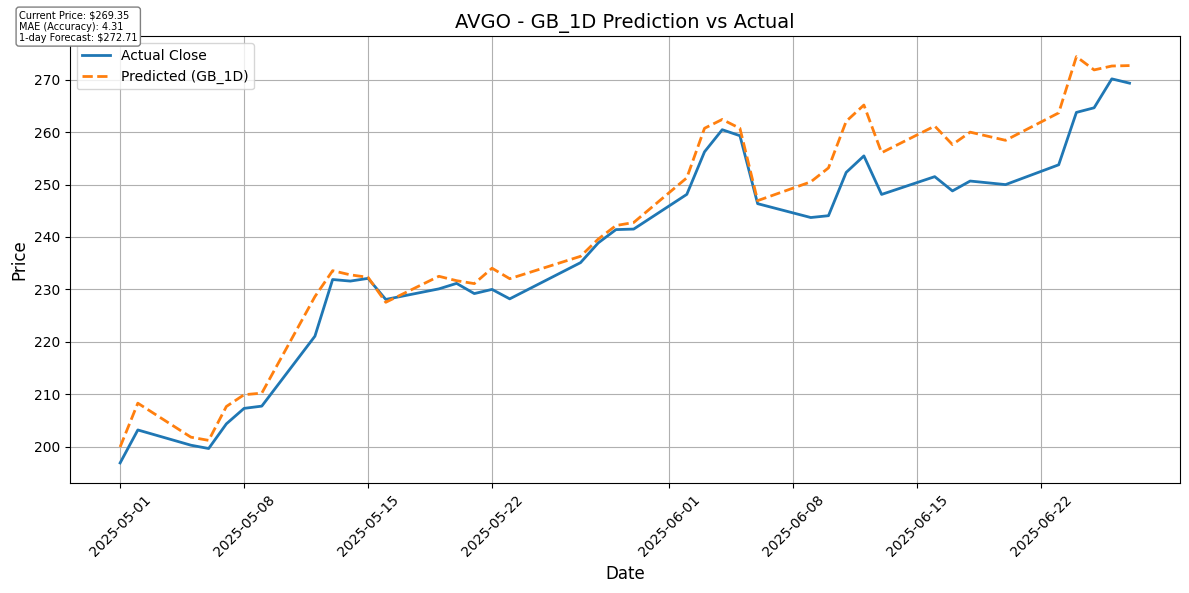 AVGO - GB_1D Prediction vs Actual
Current Price: $269.35
MAE (Accuracy): 4.31
1-day Forecast: $272.71
Actual Close
Predicted (GB_1D)
Price
270
260
250
240
230
220
210
200
2025-05-01
2025-05-08
2025-05-15
2025-05-22
2025-06-01
2025-06-08
2025-06-15
2025-06-22
Date